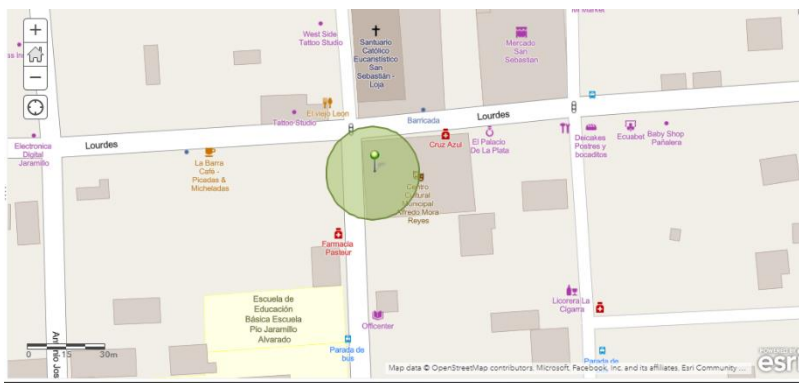 West Side
Tattoo Studio
Santuario
Católico
Eucarístístico
San
Sebastián -
Loja
Mercado
San
Sebastian
El Viejo León
Tattoo Studio
Barricada
Lourdes
Lourdes
Electronica
Digital
Jaramillo
La Barra
Café -
Picadas &
Micheladas
Cruz Azul
El Palacio
De La Plata
Deicakes
Postres y
bocaditos
Ecuabet
Baby Shop
Pañalera
Centro
Cultural
Municipal
Alfredo Mora
Reyes
Farmacia
Pasteur
Escuela de
Educación
Básica Escuela
Pío Jaramillo
Alvarado
Officenter
Licorera La
Cigarra
Parada de
bus
Parada de
0 15 30m
Map data © OpenStreetMap contributors, Microsoft, Facebook, Inc. and its affiliates, Esri Community ...
POWERED BY
esri